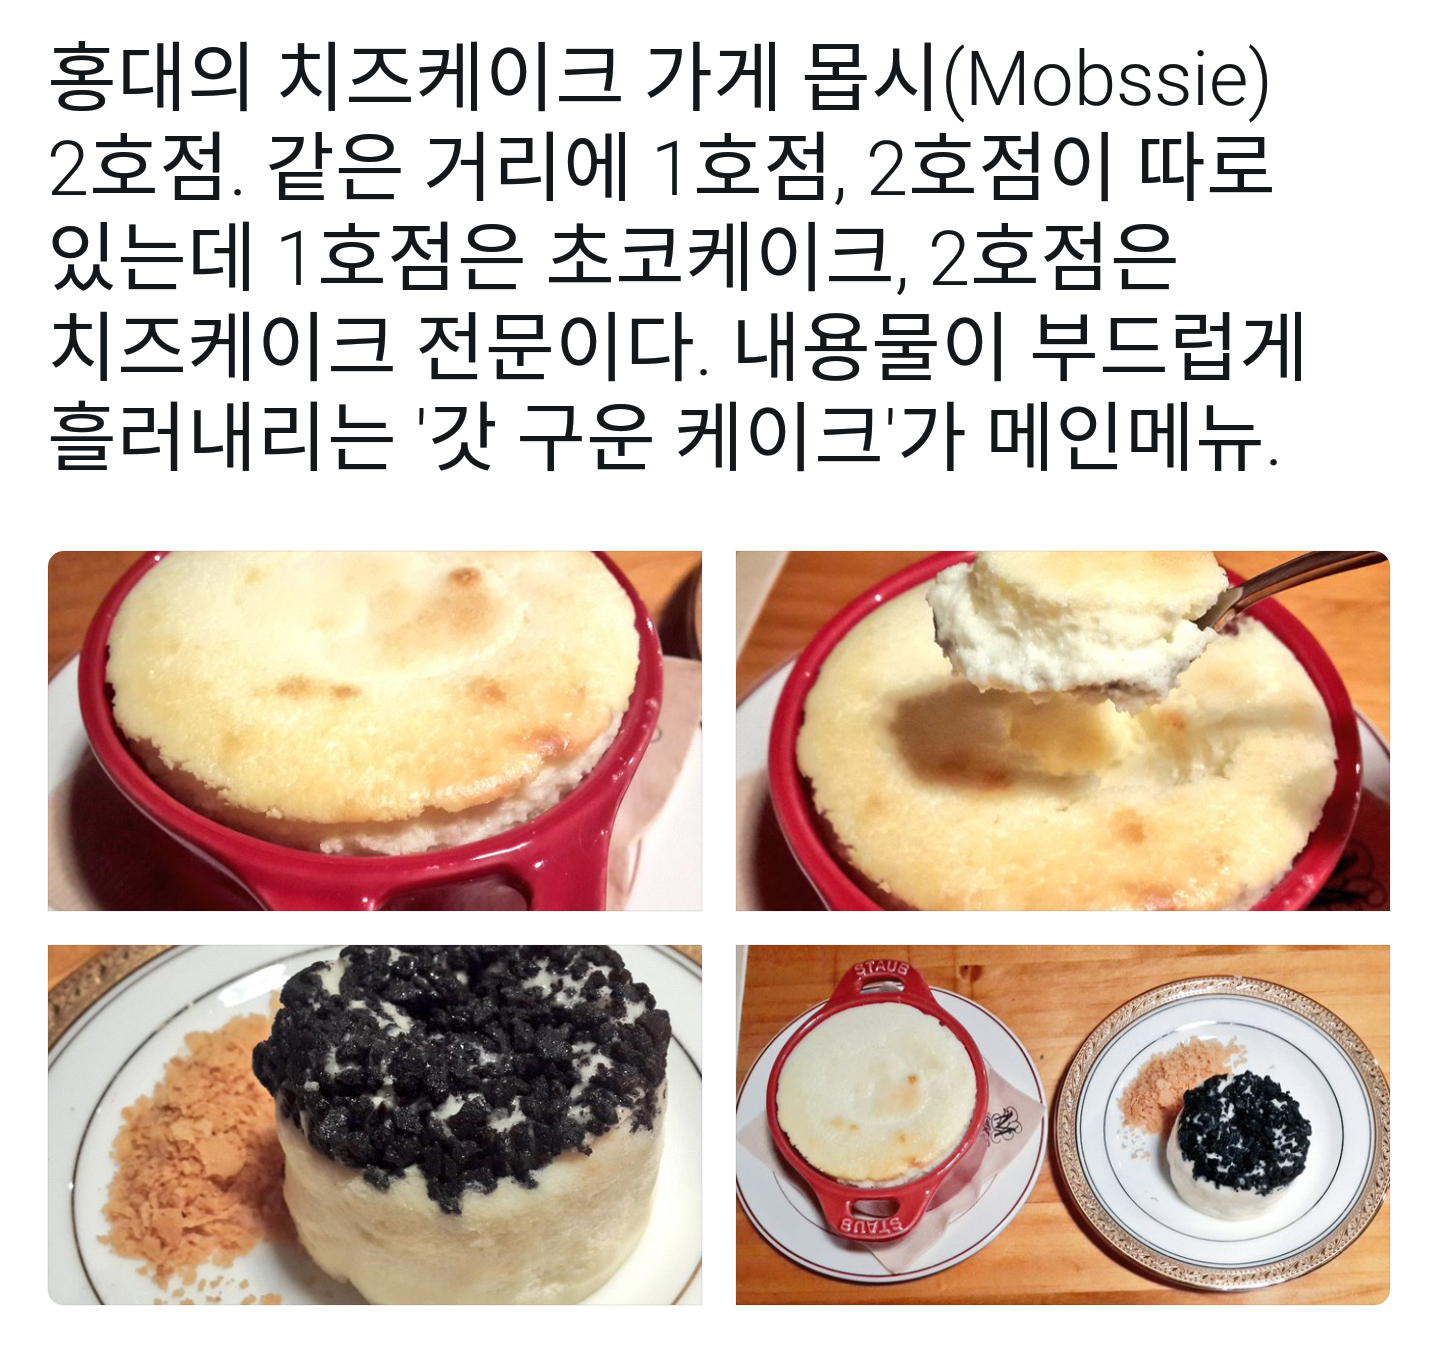 홍대의 치즈케이크 가게 몹시(Mobssie)
2호점. 같은 거리에 1호점, 2호점이 따로
있는데 1호점은 초코케이크, 2호점은
치즈케이크 전문이다. 내용물이 부드럽게
흘러내리는 '갓 구운 케이크'가 메인메뉴.
STAUB
STAUB